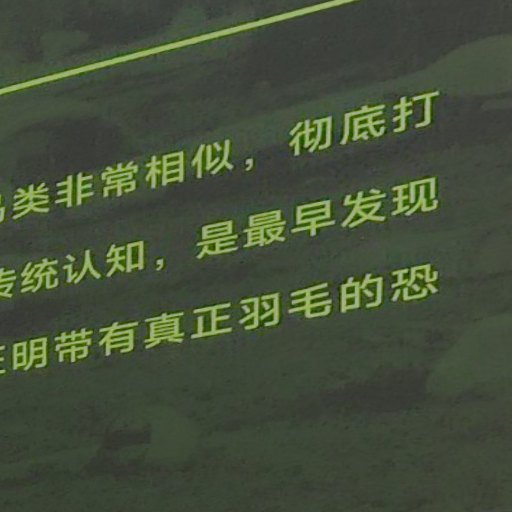 类非常相似，彻底打
传统认知，是最早发现
明带有真正羽毛的恐